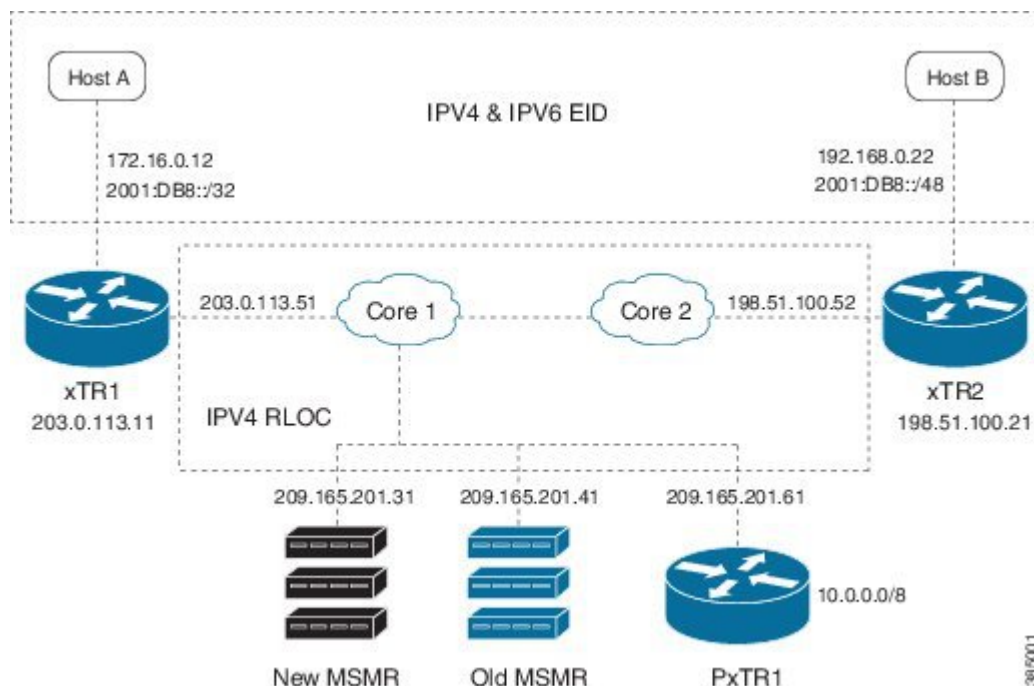 Host A
Host B
IPV4 & IPV6 EID
172.16.0.12
2001:DB8::/32
192.168.0.22
2001:DB8::/48
203.0.113.51
Core 1
Core 2
198.51.100.52
xTR1
203.0.113.11
IPV4 RLOC
xTR2
198.51.100.21
209.165.201.31
209.165.201.41
209.165.201.61
10.0.0.0/8
New MSMR
Old MSMR
PxTR1